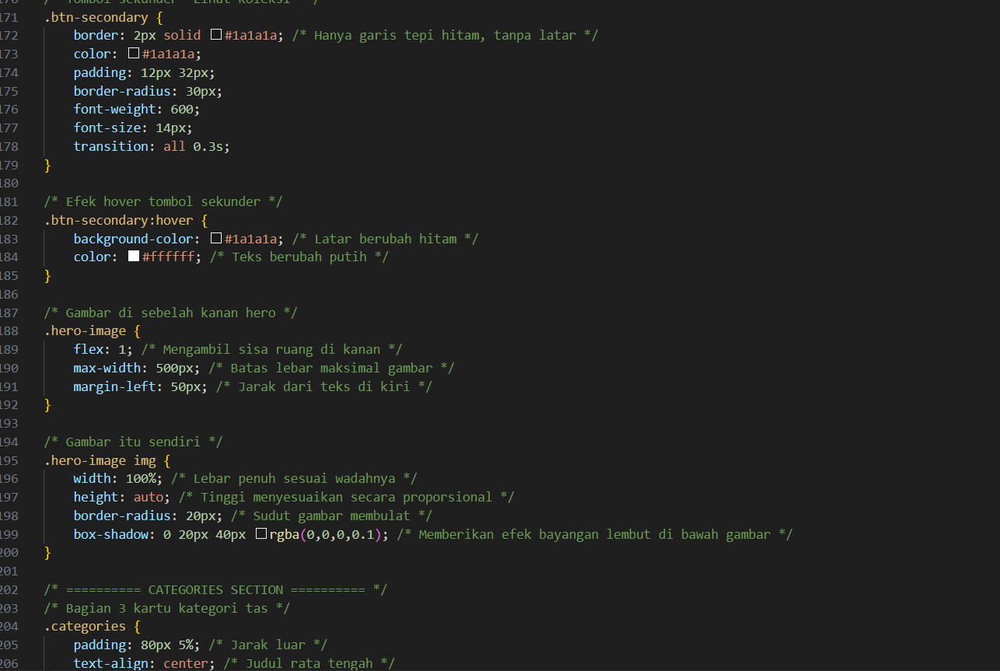 170 /* Tombol sekunder "Lihat Koleksi" */
171 .btn-secondary {
172 border: 2px solid #1a1a1a; /* Hanya garis tepi hitam, tanpa latar */
173 color: #1a1a1a;
174 padding: 12px 32px;
175 border-radius: 30px;
176 font-weight: 600;
177 font-size: 14px;
178 transition: all 0.3s;
179 }
180
181 /* Efek hover tombol sekunder */
182 .btn-secondary:hover {
183 background-color: #1a1a1a; /* Latar berubah hitam */
184 color: #ffffff; /* Teks berubah putih */
185 }
186
187 /* Gambar di sebelah kanan hero */
188 .hero-image {
189 flex: 1; /* Mengambil sisa ruang di kanan */
190 max-width: 500px; /* Batas lebar maksimal gambar */
191 margin-left: 50px; /* Jarak dari teks di kiri */
192 }
193
194 /* Gambar itu sendiri */
195 .hero-image img {
196 width: 100%; /* Lebar penuh sesuai wadahnya */
197 height: auto; /* Tinggi menyesuaikan secara proporsional */
198 border-radius: 20px; /* Sudut gambar membulat */
199 box-shadow: 0 20px 40px rgba(0,0,0,0.1); /* Memberikan efek bayangan lembut di bawah gambar */
200 }
201
202 /* ========== CATEGORIES SECTION ========== */
203 /* Bagian 3 kartu kategori tas */
204 .categories {
205 padding: 80px 5%; /* Jarak luar */
206 text-align: center; /* Judul rata tengah */